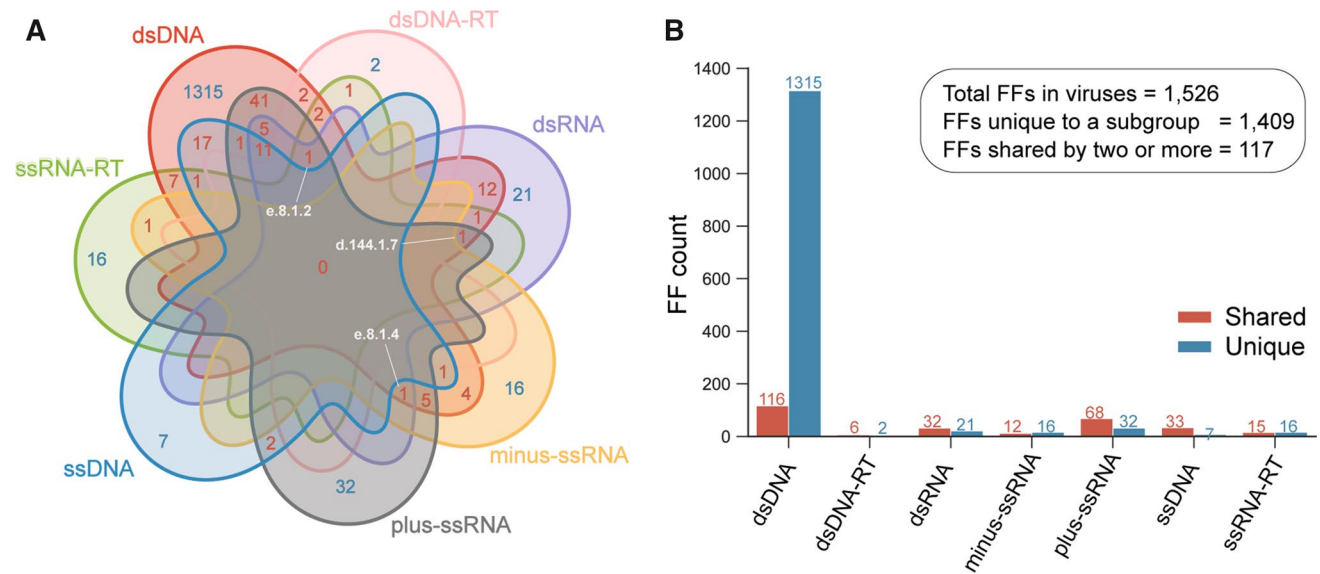 A
dsDNA
dsDNA-RT
dsRNA
minus-ssRNA
plus-ssRNA
ssDNA
ssRNA-RT
1315
2
41
2
1
2
5
17
1
11
1
7
1
12
21
1
1
1
16
e.8.1.2
d.144.1.7
0
e.8.1.4
1
1
5
4
16
7
2
32
B
FF count
1400
1200
1000
800
600
400
200
0
Total FFs in viruses = 1,526
FFs unique to a subgroup = 1,409
FFs shared by two or more = 117
Shared
Unique
116
1315
6
2
32
21
12
16
68
32
33
7
15
16
dsDNA
dsDNA-RT
dsRNA
minus-ssRNA
plus-ssRNA
ssDNA
ssRNA-RT